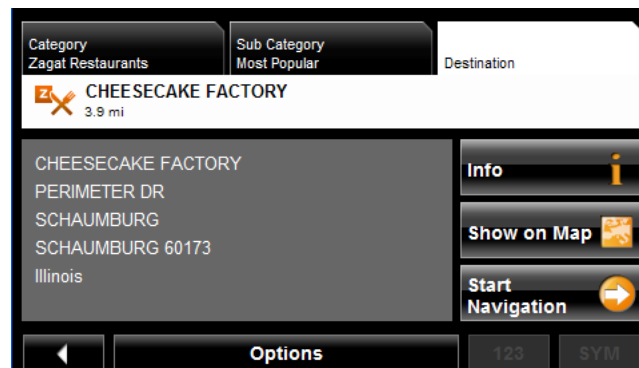 Category
Zagat Restaurants
Sub Category
Most Popular
Destination
Z
CHEESECAKE FACTORY
3.9 mi
CHEESECAKE FACTORY
PERIMETER DR
SCHAUMBURG
SCHAUMBURG 60173
Illinois
Info
i
Show on Map
Start
Navigation
Options
123
SYM